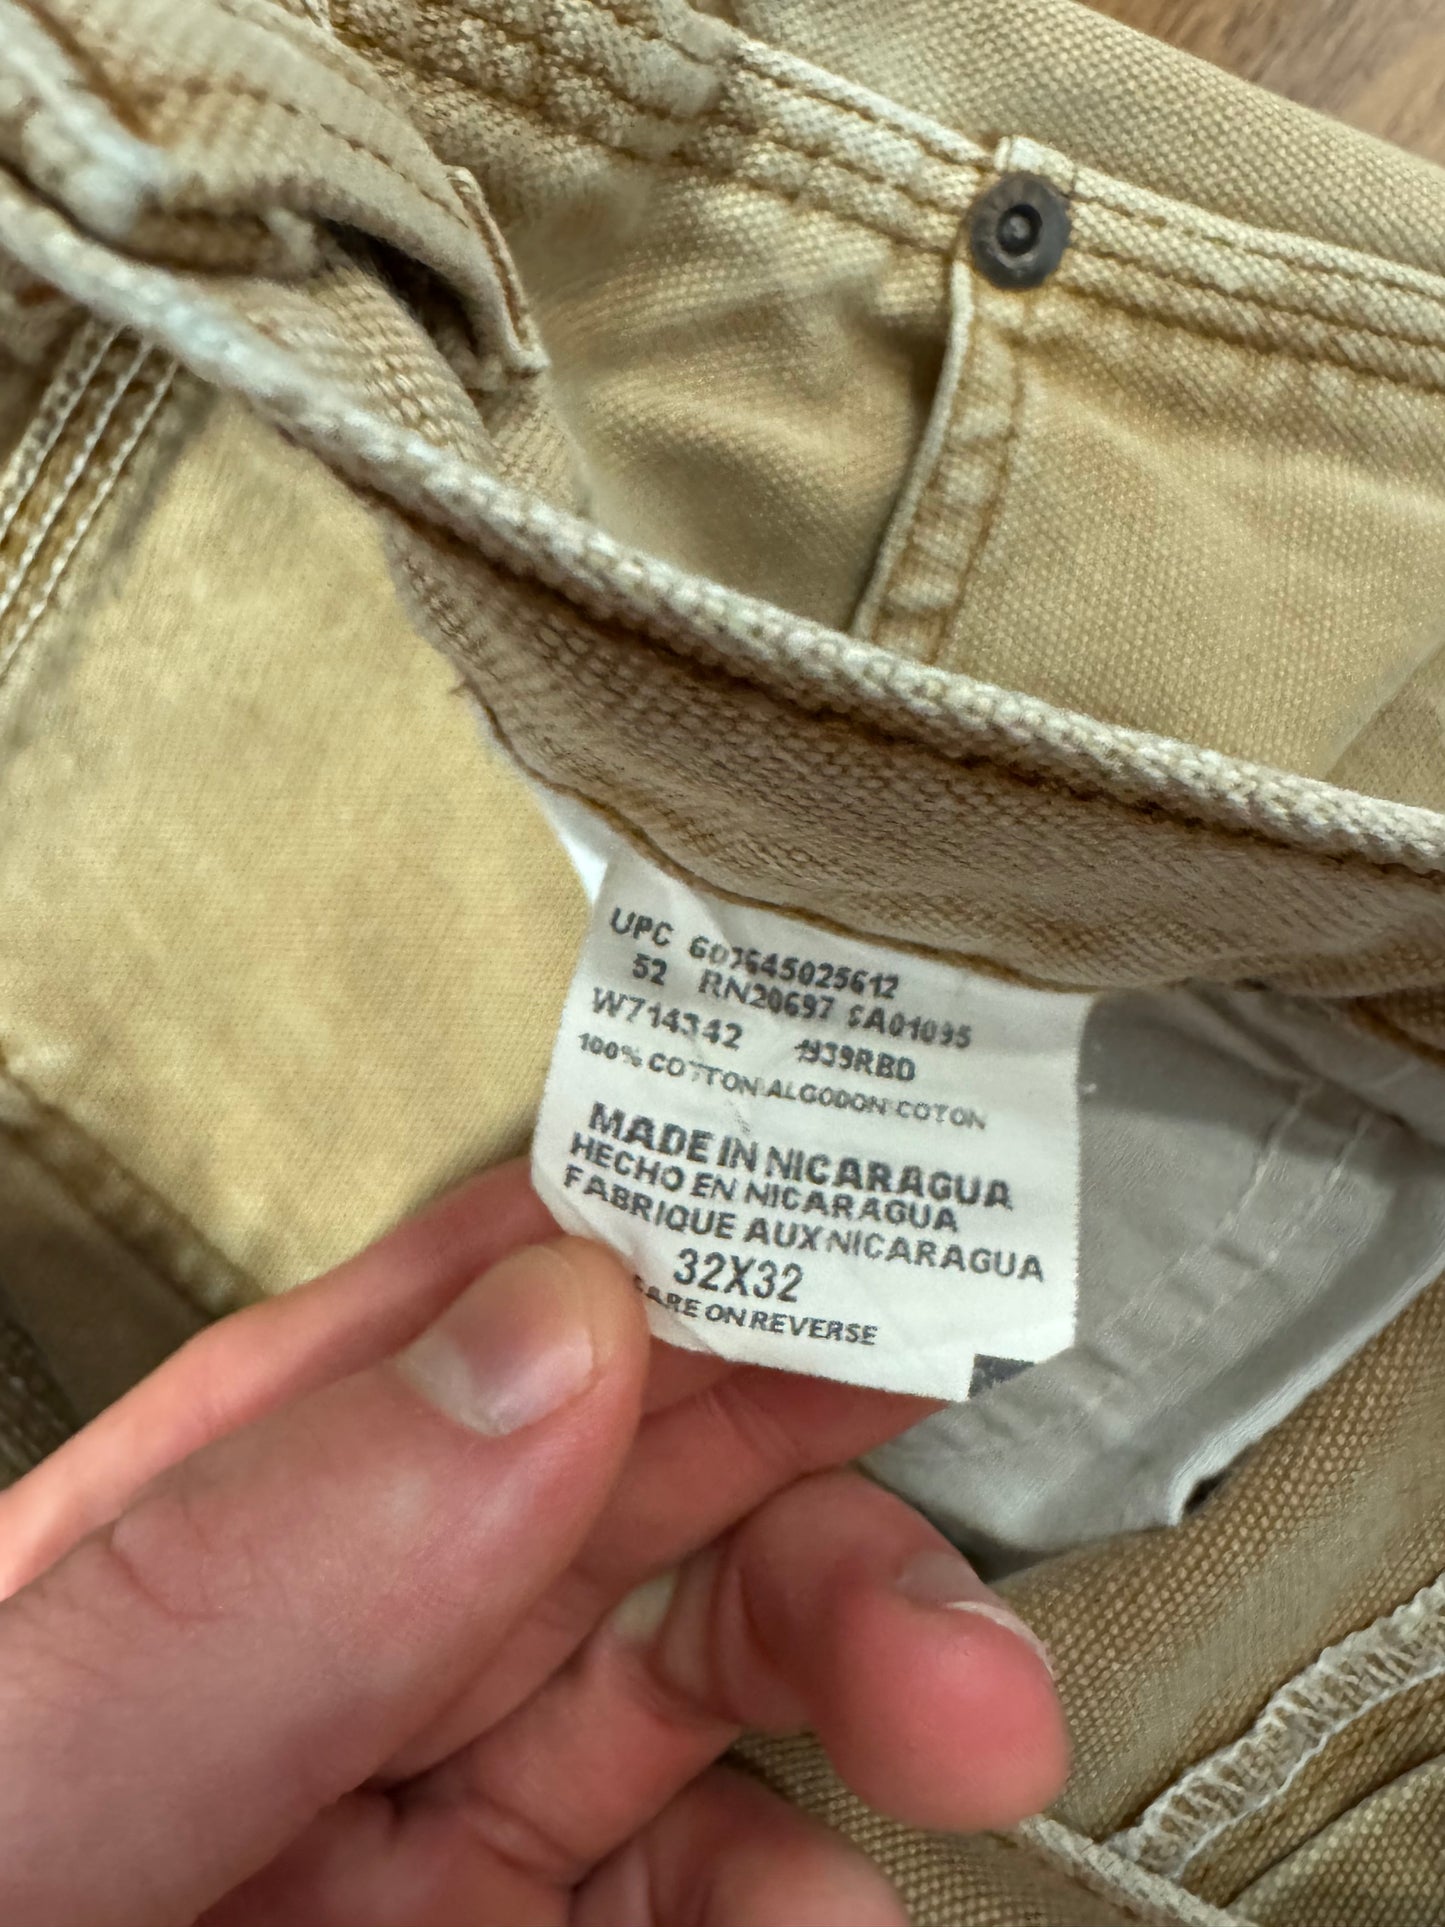 UPC 607645025612
52 RN20697 SA01095
W714342 1939RBD
100% COTTON ALGODON COTON
MADE IN NICARAGUA
HECHO EN NICARAGUA
FABRIQUE AUX NICARAGUA
32X32
CARE ON REVERSE